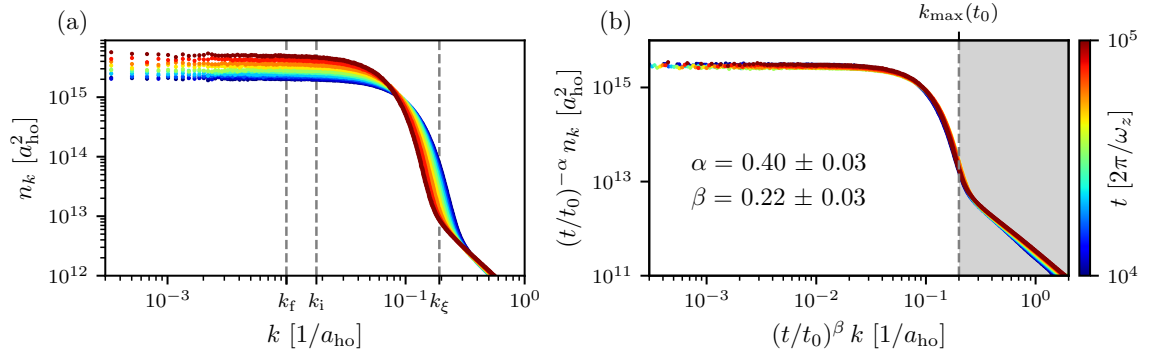 (a)
10^{15}
10^{14}
10^{13}
10^{12}
n_k [a_{ho}^2]
10^{-3}
k_f
k_i
10^{-1}
k_ξ
10^0
k [1/a_{ho}]
(b)
k_{max}(t_0)
10^{15}
10^{13}
10^{11}
(t/t_0)^{-α} n_k [a_{ho}^2]
α = 0.40 ± 0.03
β = 0.22 ± 0.03
10^{-3}
10^{-2}
10^{-1}
10^0
(t/t_0)^β k [1/a_{ho}]
10^5
10^4
t [2π/ω_z]